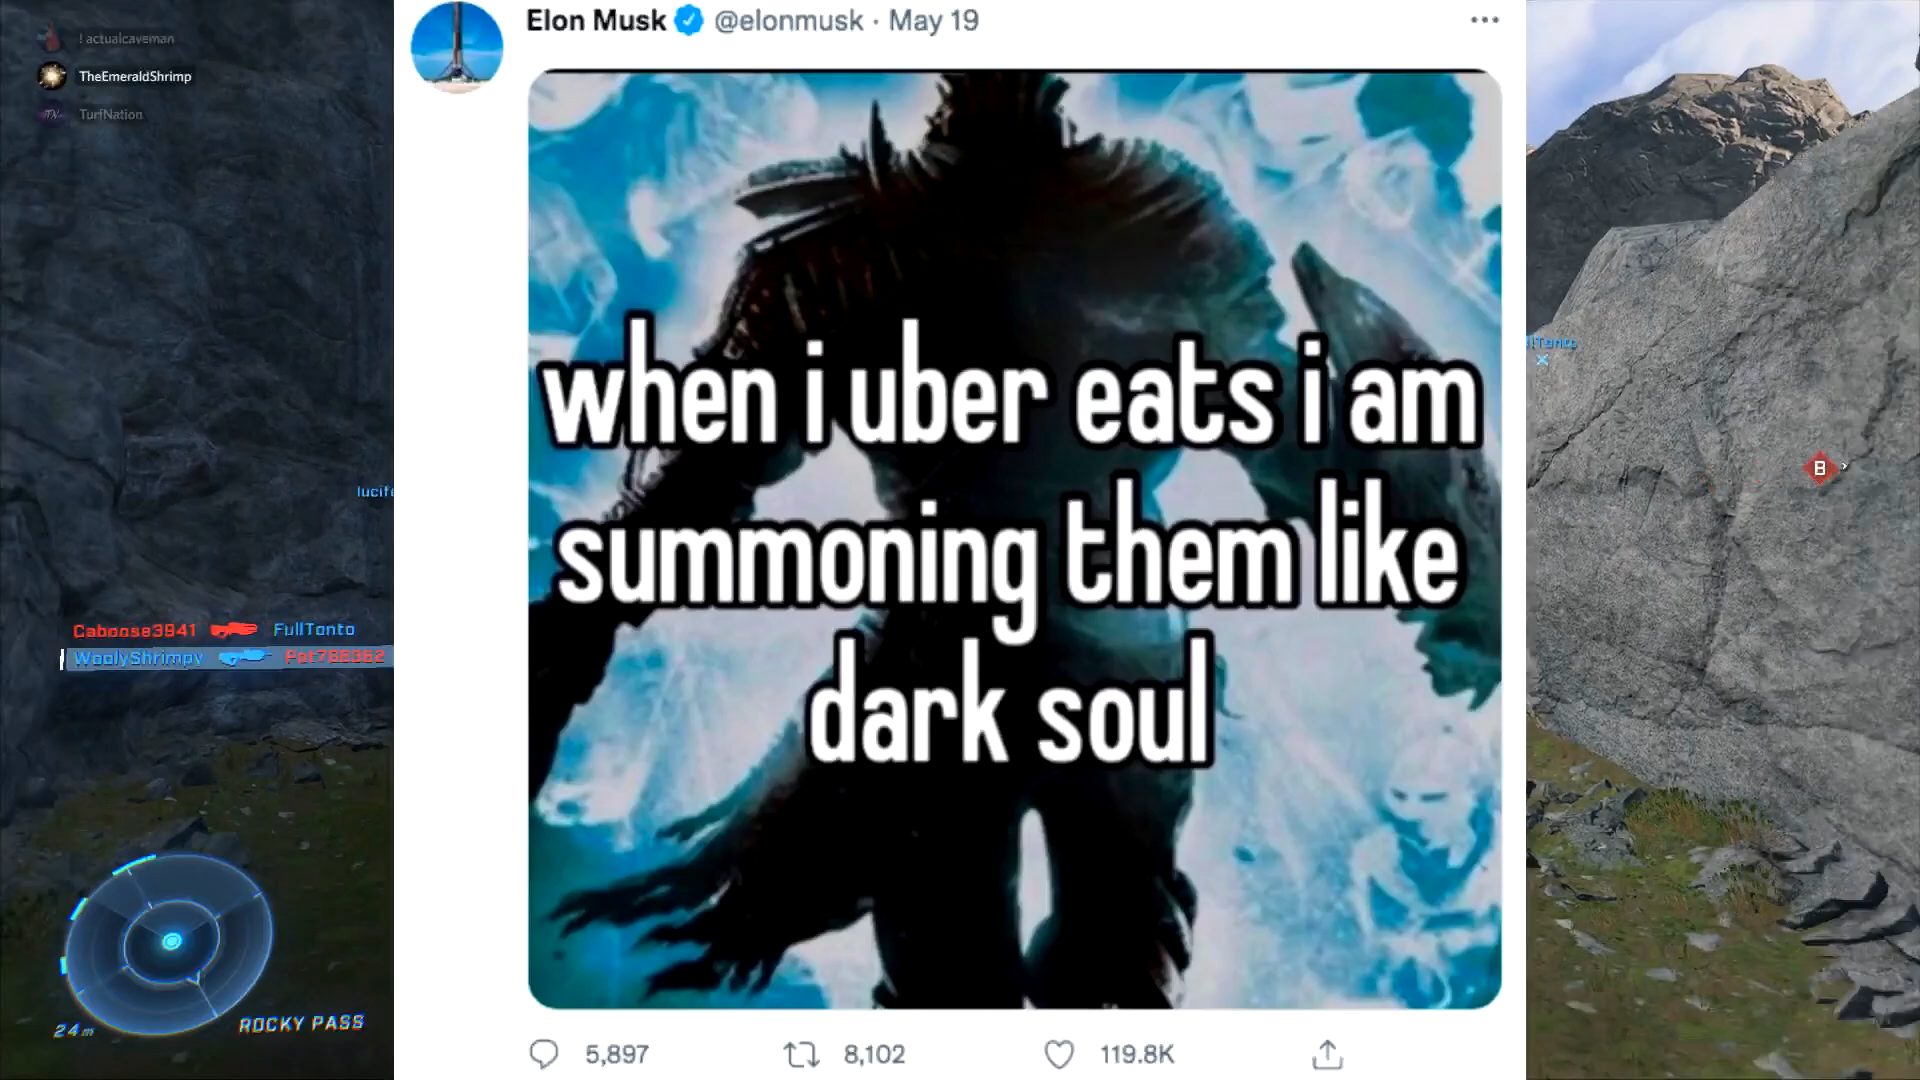 ! actualcaveman
TheEmeraldShrimp
TurfNation
Elon Musk @elonmusk · May 19
when i uber eats i am
summoning them like
dark soul
5,897 8,102 119.8K
lucife
Caboose3941 FullTonto
WoolyShrimpy
24m
ROCKY PASS
B